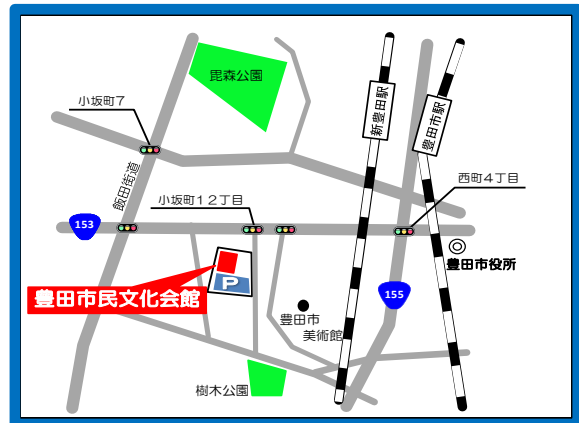 毘森公園
小坂町7
新豊田駅
豊田市駅
飯田街道
小坂町12丁目
西町4丁目
153
豊田市役所
P
豊田市民文化会館
155
豊田市
美術館
樹木公園